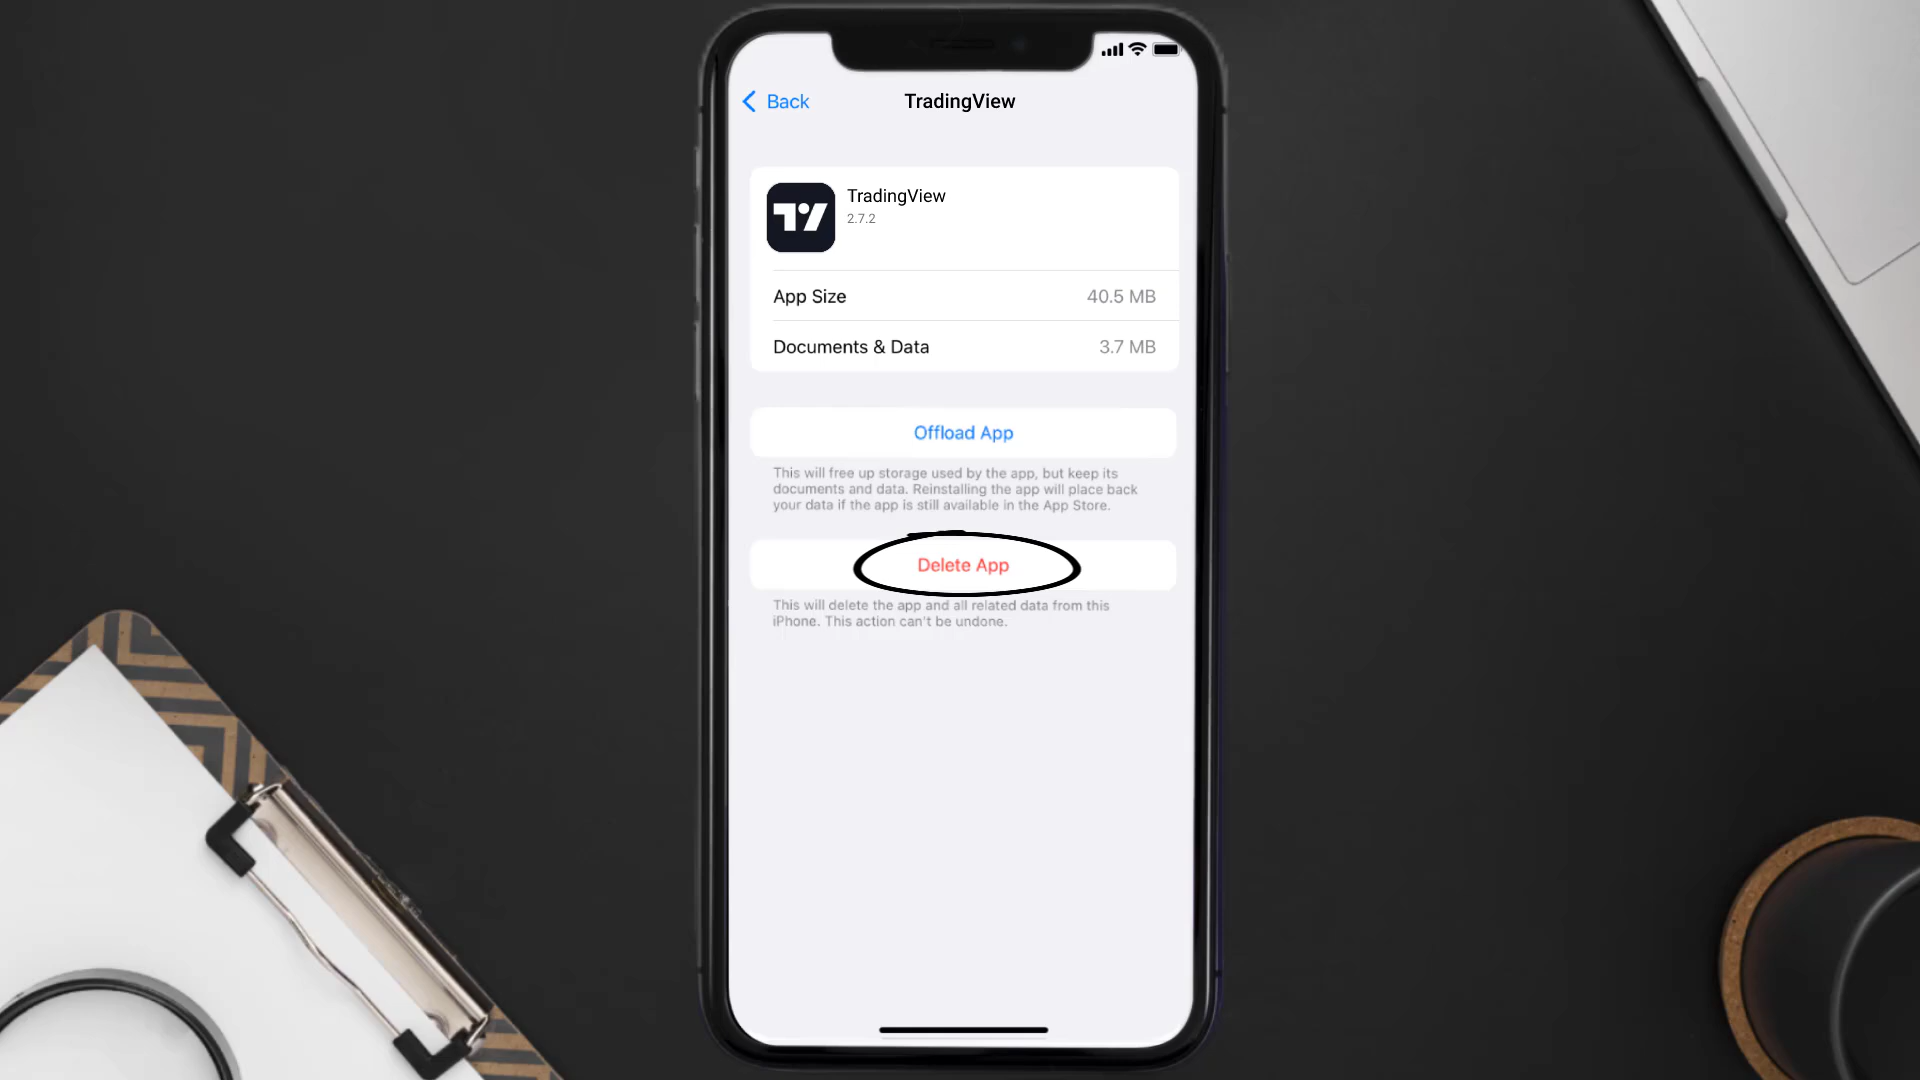 Back
TradingView
TradingView
2.7.2
App Size 40.5 MB
Documents & Data 3.7 MB
Offload App
This will free up storage used by the app, but keep its
documents and data. Reinstalling the app will place back
your data if the app is still available in the App Store.
Delete App
This will delete the app and all related data from this
iPhone. This action can't be undone.